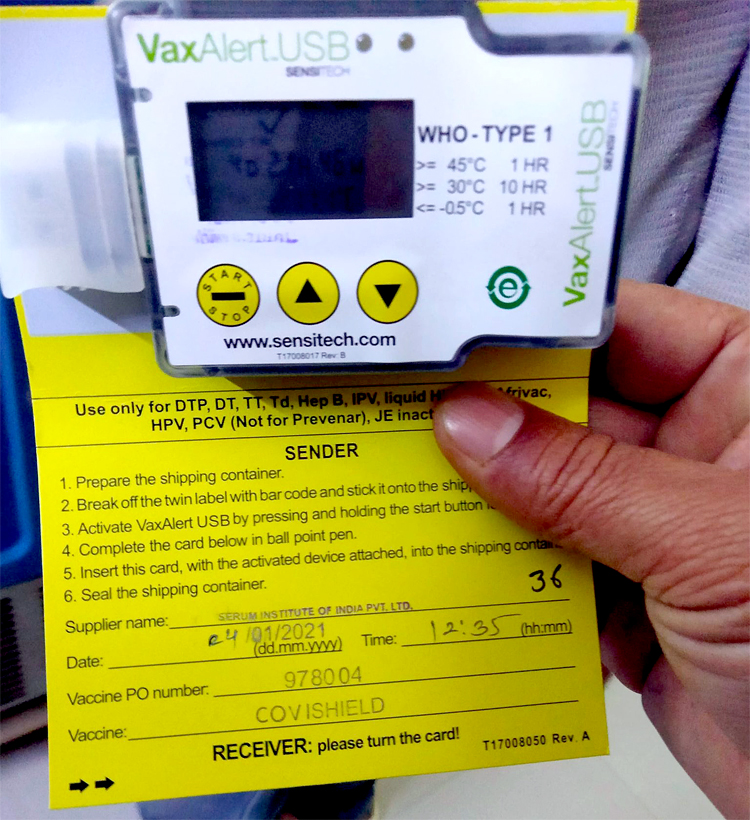 VaxAlert.USB
SENSITECH
WHO - TYPE 1
>= 45°C 1 HR
>= 30°C 10 HR
<= -0.5°C 1 HR
VaxAlert.USB
SENSITECH
START
STOP
e
www.sensitech.com
T17008017 Rev: B
Use only for DTP, DT, TT, Td, Hep B, IPV, liquid
HPV, PCV (Not for Prevenar), JE
SENDER
1. Prepare the shipping container.
2. Break off the twin label with bar code and stick it onto the
3. Activate VaxAlert USB by pressing and holding the start button
4. Complete the card below in ball point pen.
5. Insert this card, with the activated device attached, into the shipping
6. Seal the shipping container.
36
Supplier name: SERUM INSTITUTE OF INDIA PVT. LTD.
Date: 24/01/2021 (dd.mm.yyyy) Time: 12:35 (hh:mm)
Vaccine PO number: 978004
Vaccine: COVISHIELD
RECEIVER: please turn the card!
T17008050 Rev. A